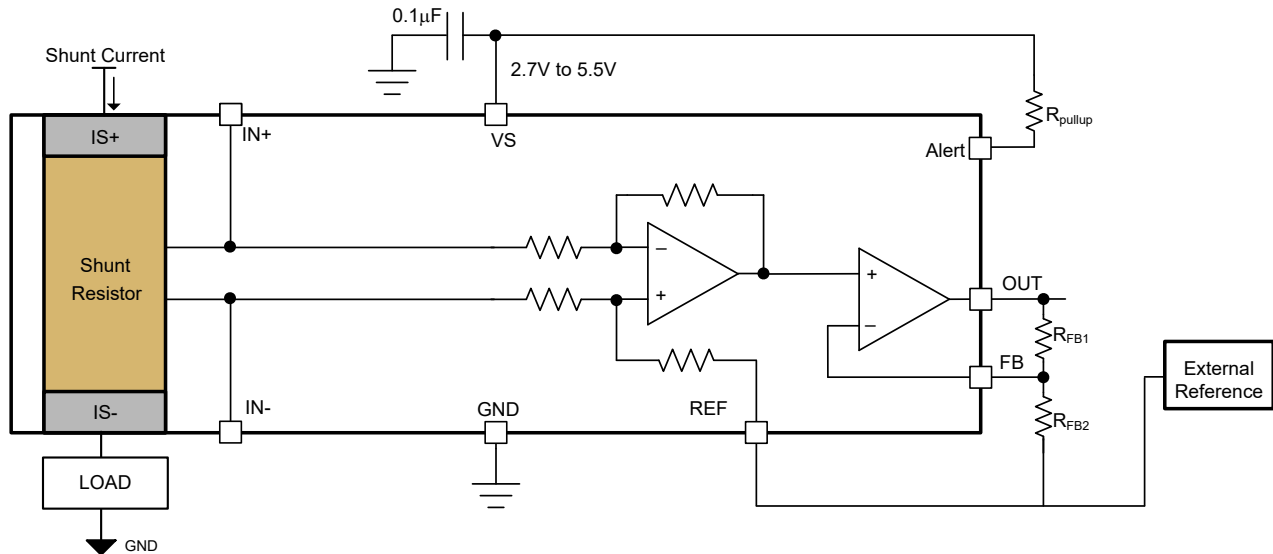 0.1μF
Shunt Current
2.7V to 5.5V
IS+
IN+
VS
Rpullup
Alert
−
Shunt
Resistor
+
+
−
OUT
RFB1
FB
External
Reference
IS-
IN-
GND
REF
RFB2
LOAD
GND